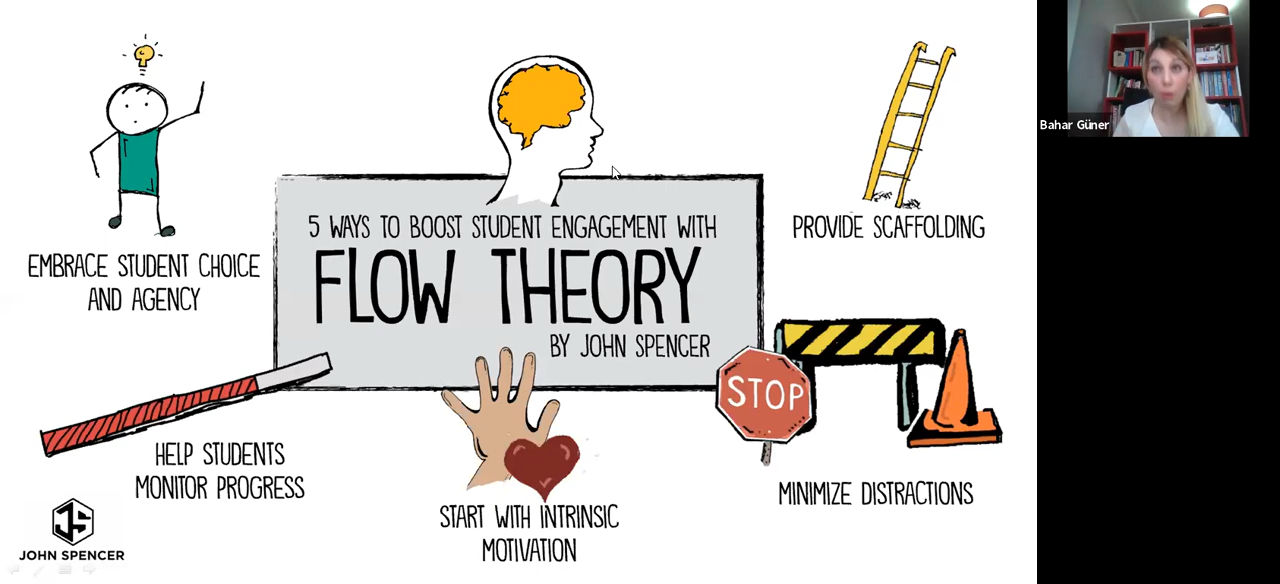 5 WAYS TO BOOST STUDENT ENGAGEMENT WITH
FLOW THEORY
BY JOHN SPENCER
EMBRACE STUDENT CHOICE
AND AGENCY
PROVIDE SCAFFOLDING
HELP STUDENTS
MONITOR PROGRESS
START WITH INTRINSIC
MOTIVATION
STOP
MINIMIZE DISTRACTIONS
JS
JOHN SPENCER
Bahar Güner